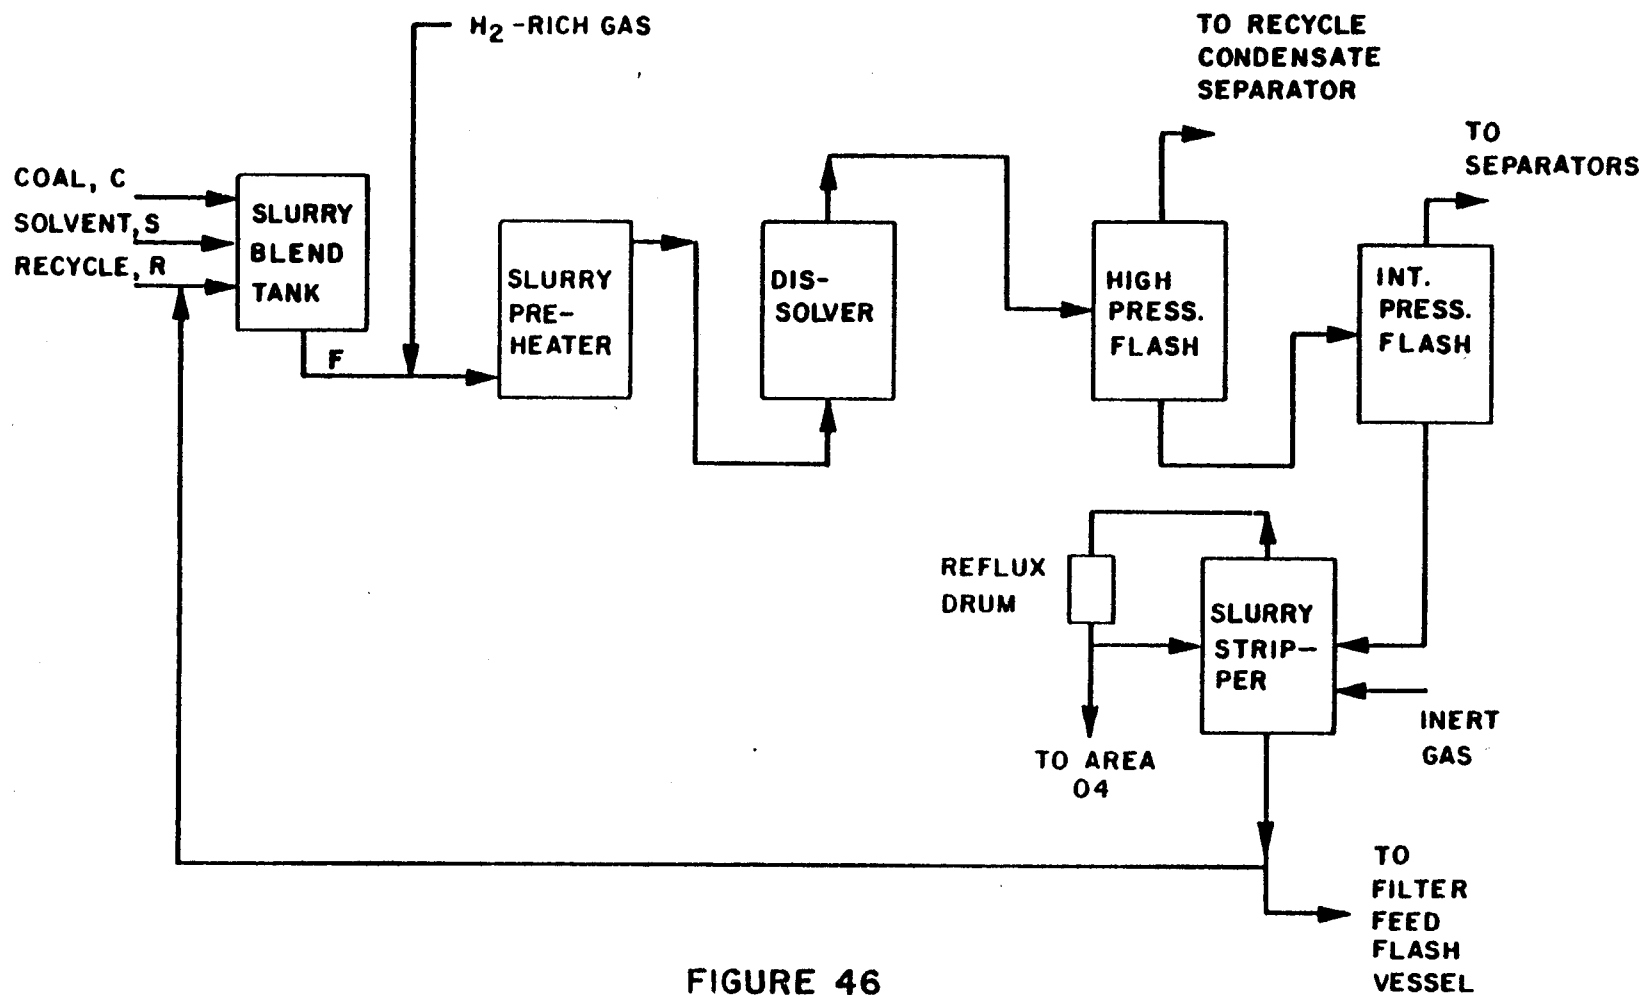 H2-RICH GAS
TO RECYCLE
CONDENSATE
SEPARATOR
TO
SEPARATORS
COAL, C
SOLVENT, S
RECYCLE, R
SLURRY
BLEND
TANK
F
SLURRY
PRE-
HEATER
DIS-
SOLVER
HIGH
PRESS.
FLASH
INT.
PRESS.
FLASH
REFLUX
DRUM
SLURRY
STRIP-
PER
INERT
GAS
TO AREA
04
TO
FILTER
FEED
FLASH
VESSEL
FIGURE 46